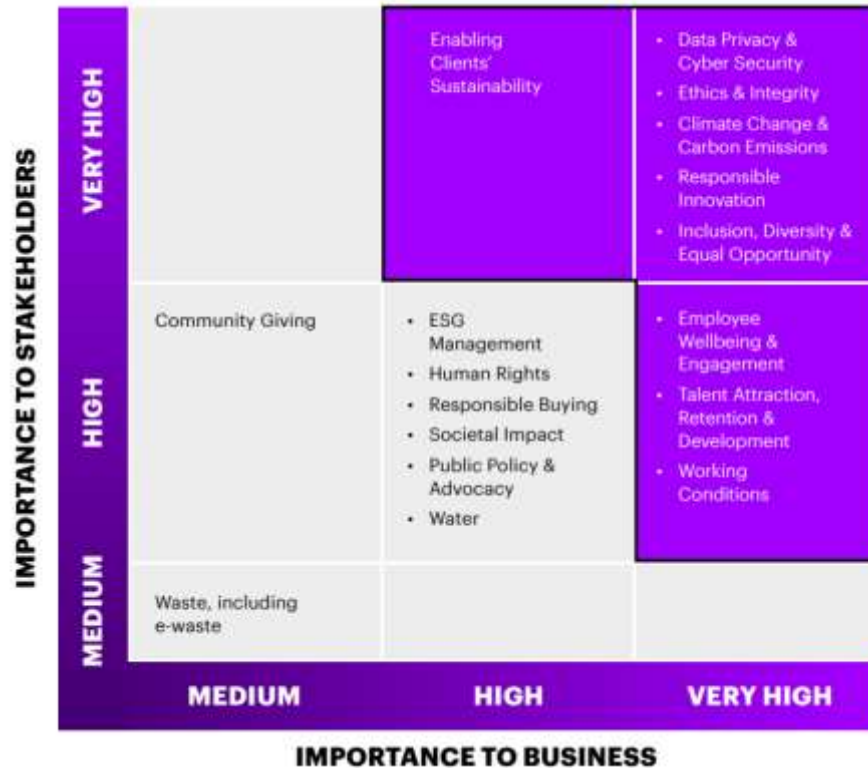 IMPORTANCE TO STAKEHOLDERS
VERY HIGH
Enabling
Clients'
Sustainability
• Data Privacy &
Cyber Security
• Ethics & Integrity
• Climate Change &
Carbon Emissions
• Responsible
Innovation
• Inclusion, Diversity &
Equal Opportunity
HIGH
Community Giving
• ESG
Management
• Human Rights
• Responsible Buying
• Societal Impact
• Public Policy &
Advocacy
• Water
• Employee
Wellbeing &
Engagement
• Talent Attraction,
Retention &
Development
• Working
Conditions
MEDIUM
Waste, including
e-waste
MEDIUM
HIGH
VERY HIGH
IMPORTANCE TO BUSINESS